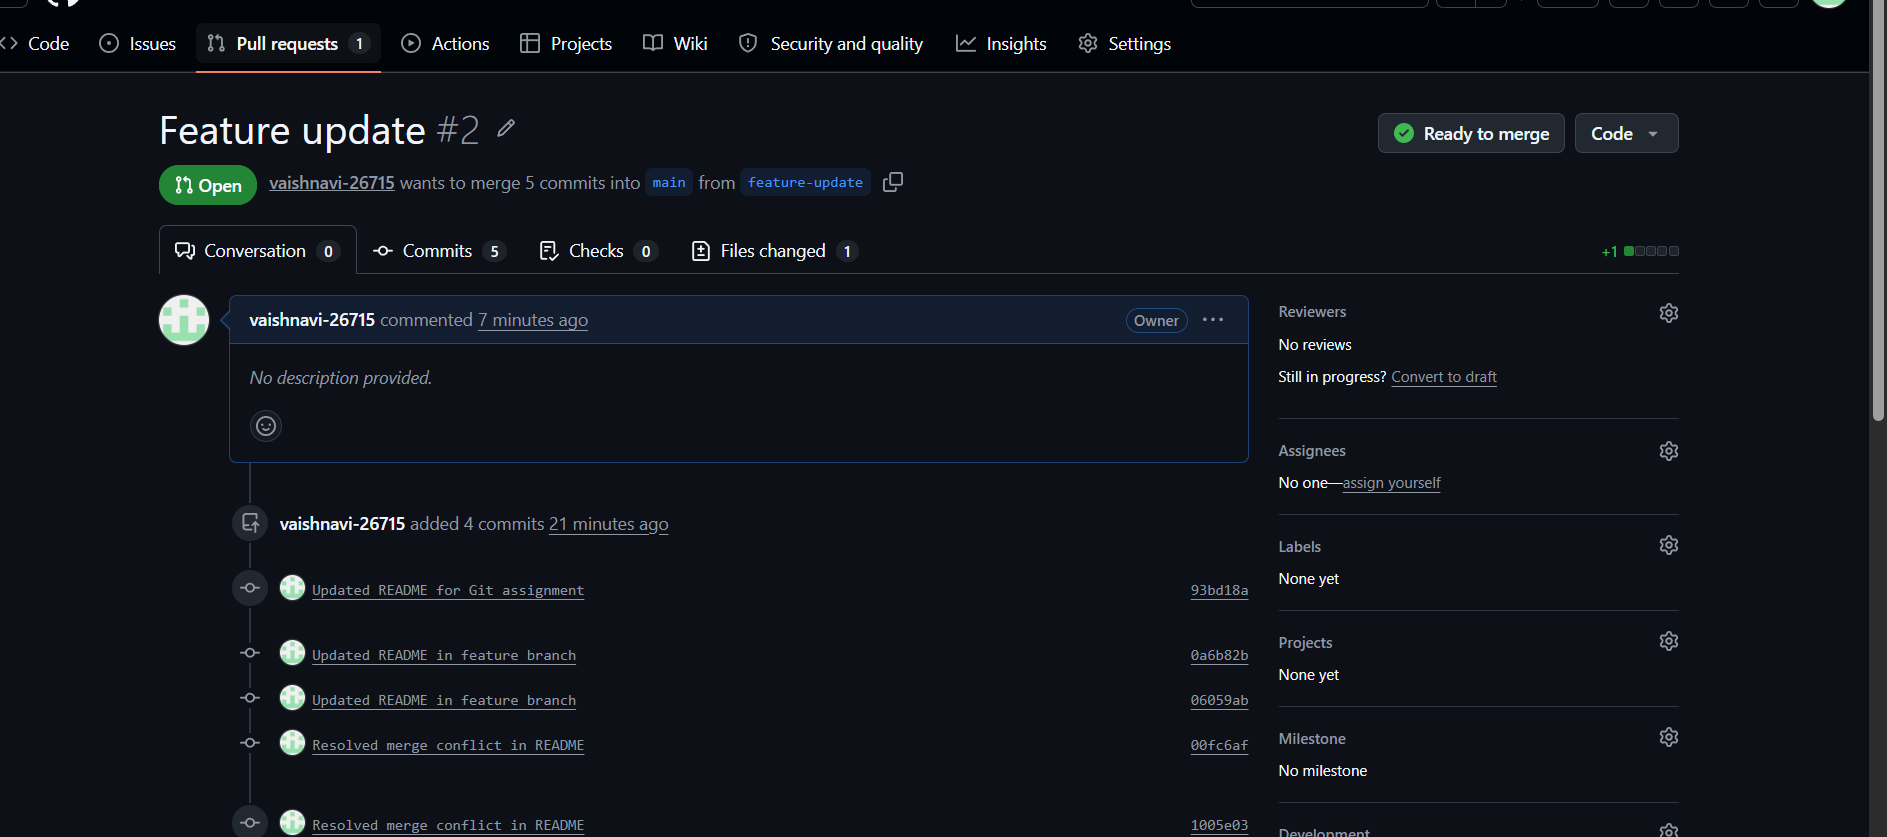 Code Issues Pull requests 1 Actions Projects Wiki Security and quality Insights Settings
Feature update #2
Ready to merge Code
Open vaishnavi-26715 wants to merge 5 commits into main from feature-update
Conversation 0 Commits 5 Checks 0 Files changed 1 +1
vaishnavi-26715 commented 7 minutes ago Owner
No description provided.
vaishnavi-26715 added 4 commits 21 minutes ago
Updated README for Git assignment 93bd18a
Updated README in feature branch 0a6b82b
Updated README in feature branch 06059ab
Resolved merge conflict in README 00fc6af
Resolved merge conflict in README 1005e03
Reviewers
No reviews
Still in progress? Convert to draft
Assignees
No one—assign yourself
Labels
None yet
Projects
None yet
Milestone
No milestone
Development